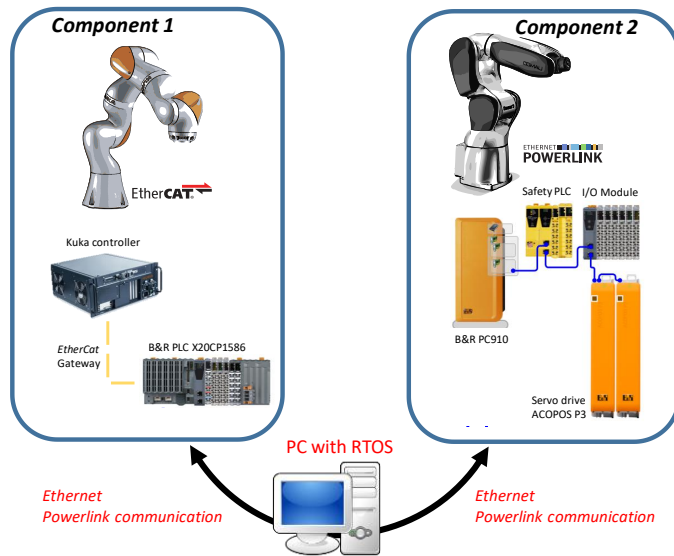 Component 1
EtherCAT
Kuka controller
EtherCat
Gateway
B&R PLC X20CP1586
Component 2
COMAU
ETHERNET
POWERLINK
Safety PLC
I/O Module
B&R PC910
Servo drive
ACOPOS P3
PC with RTOS
Ethernet
Powerlink communication
Ethernet
Powerlink communication